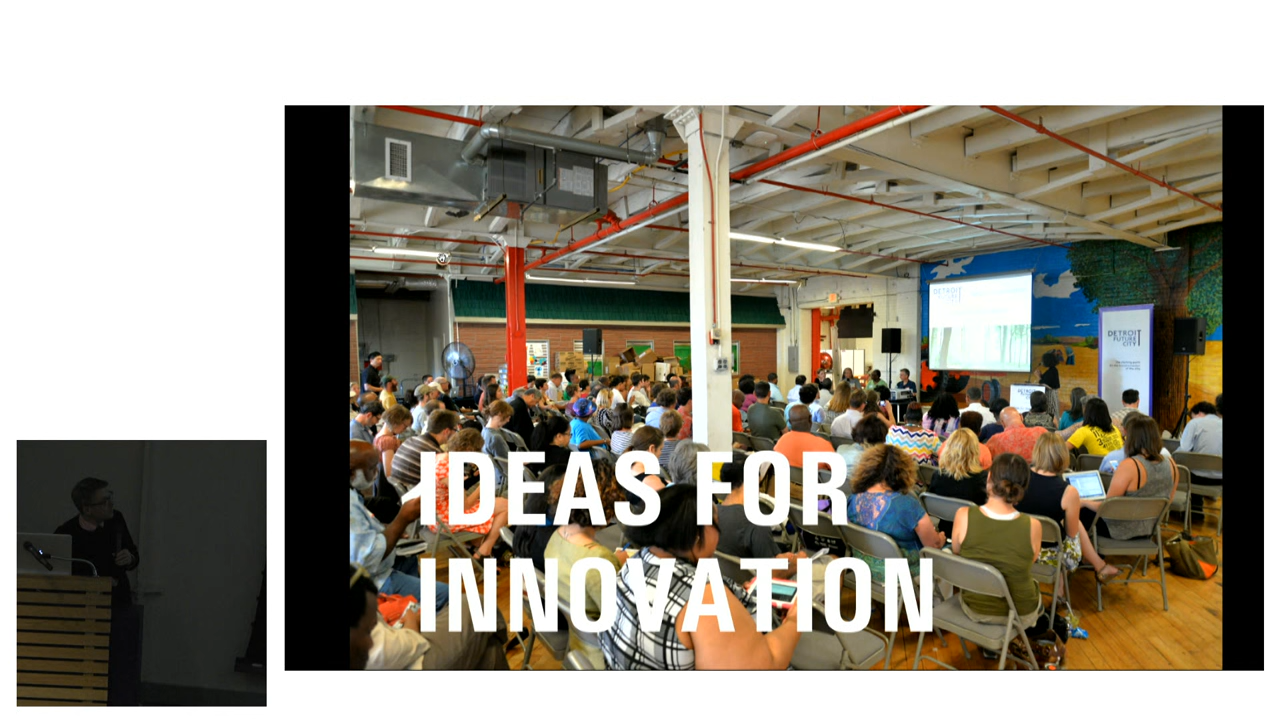 DETROIT
FUTURE
CITY
IDEAS FOR
INNOVATION